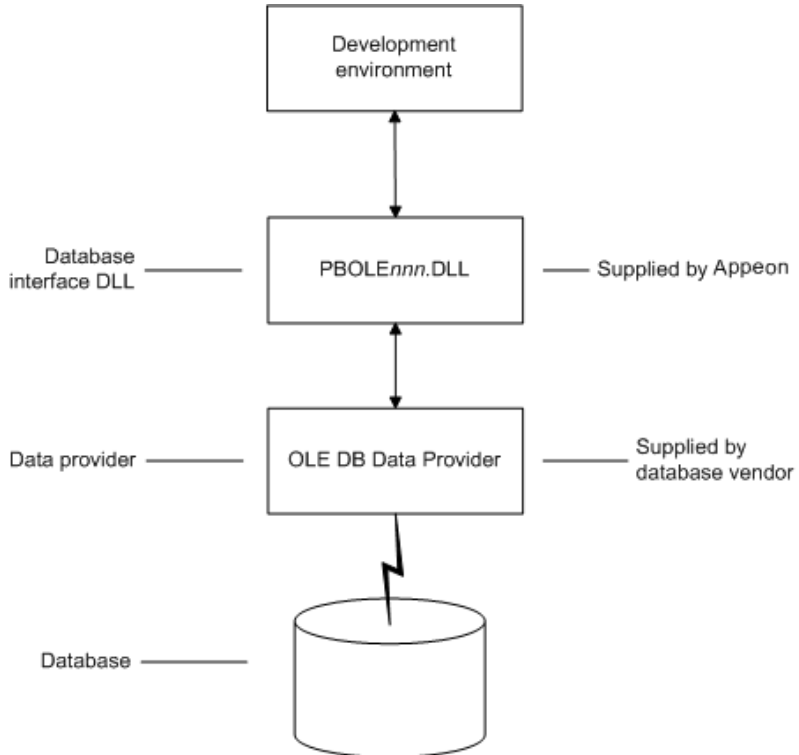 Development
environment
Database
interface DLL
PBOLEnnn.DLL
Supplied by Appeon
Data provider
OLE DB Data Provider
Supplied by
database vendor
Database